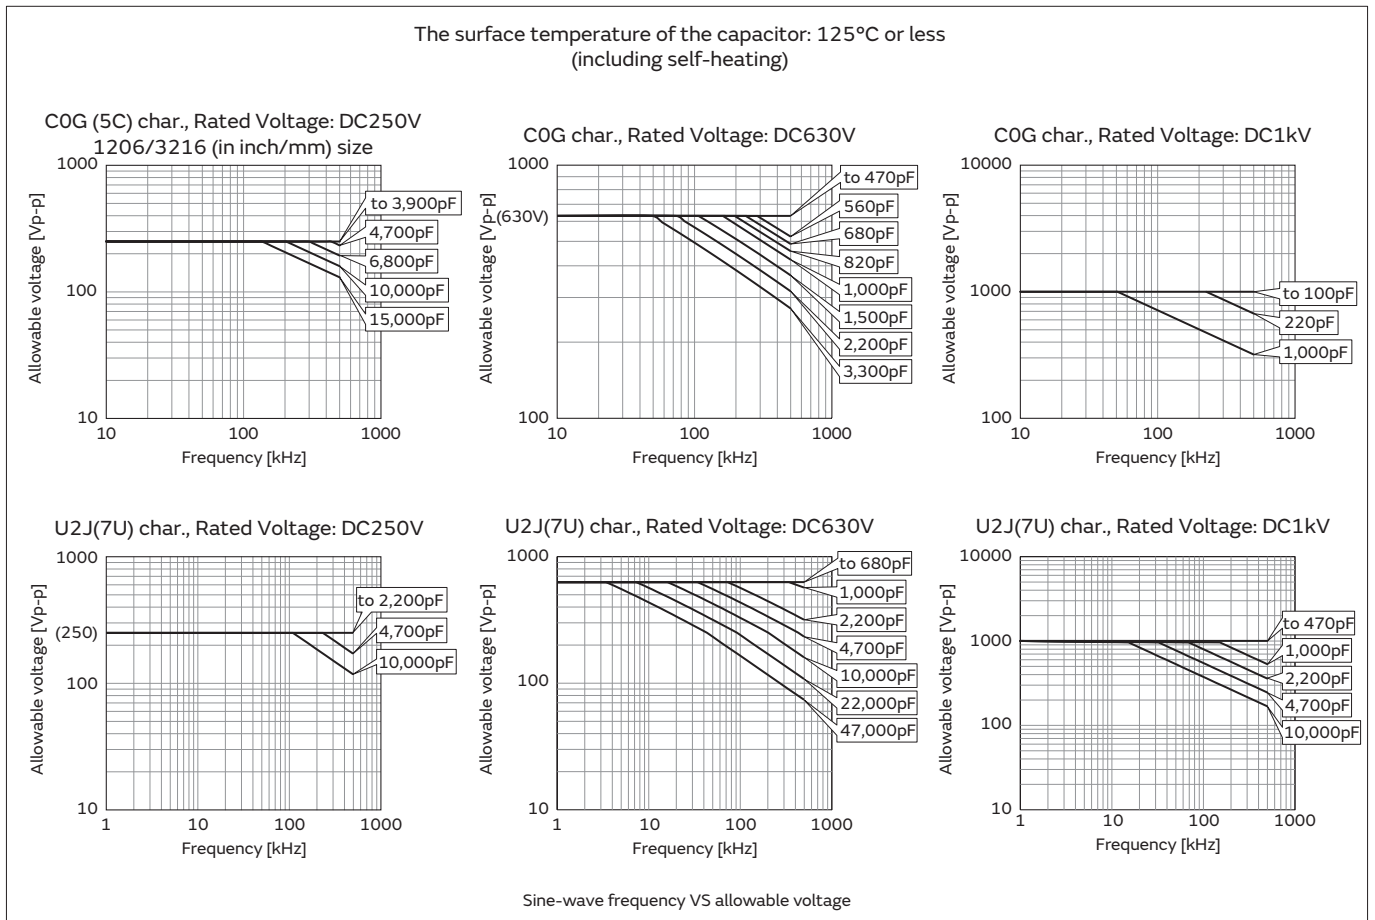 The surface temperature of the capacitor: 125°C or less
(including self-heating)
C0G (5C) char., Rated Voltage: DC250V
1206/3216 (in inch/mm) size
1000
100
10
Allowable voltage [Vp-p]
to 3,900pF
4,700pF
6,800pF
10,000pF
15,000pF
10
100
1000
Frequency [kHz]
C0G char., Rated Voltage: DC630V
1000
(630V)
100
Allowable voltage [Vp-p]
to 470pF
560pF
680pF
820pF
1,000pF
1,500pF
2,200pF
3,300pF
10
100
1000
Frequency [kHz]
C0G char., Rated Voltage: DC1kV
10000
1000
100
Allowable voltage [Vp-p]
to 100pF
220pF
1,000pF
10
100
1000
Frequency [kHz]
U2J(7U) char., Rated Voltage: DC250V
1000
(250)
100
10
Allowable voltage [Vp-p]
to 2,200pF
4,700pF
10,000pF
1
10
100
1000
Frequency [kHz]
U2J(7U) char., Rated Voltage: DC630V
1000
100
10
Allowable voltage [Vp-p]
to 680pF
1,000pF
2,200pF
4,700pF
10,000pF
22,000pF
47,000pF
1
10
100
1000
Frequency [kHz]
U2J(7U) char., Rated Voltage: DC1kV
10000
1000
100
10
Allowable voltage [Vp-p]
to 470pF
1,000pF
2,200pF
4,700pF
10,000pF
1
10
100
1000
Frequency [kHz]
Sine-wave frequency VS allowable voltage